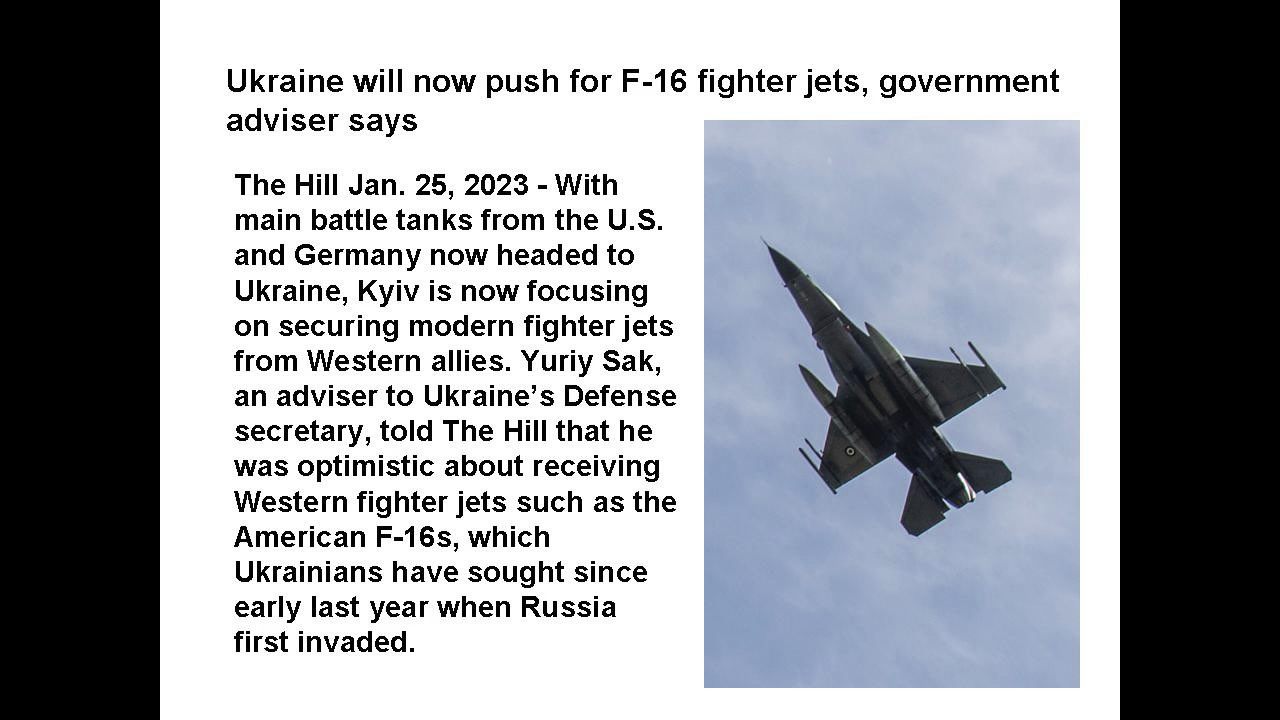 Ukraine will now push for F-16 fighter jets, government
adviser says
The Hill Jan. 25, 2023 - With
main battle tanks from the U.S.
and Germany now headed to
Ukraine, Kyiv is now focusing
on securing modern fighter jets
from Western allies. Yuriy Sak,
an adviser to Ukraine’s Defense
secretary, told The Hill that he
was optimistic about receiving
Western fighter jets such as the
American F-16s, which
Ukrainians have sought since
early last year when Russia
first invaded.